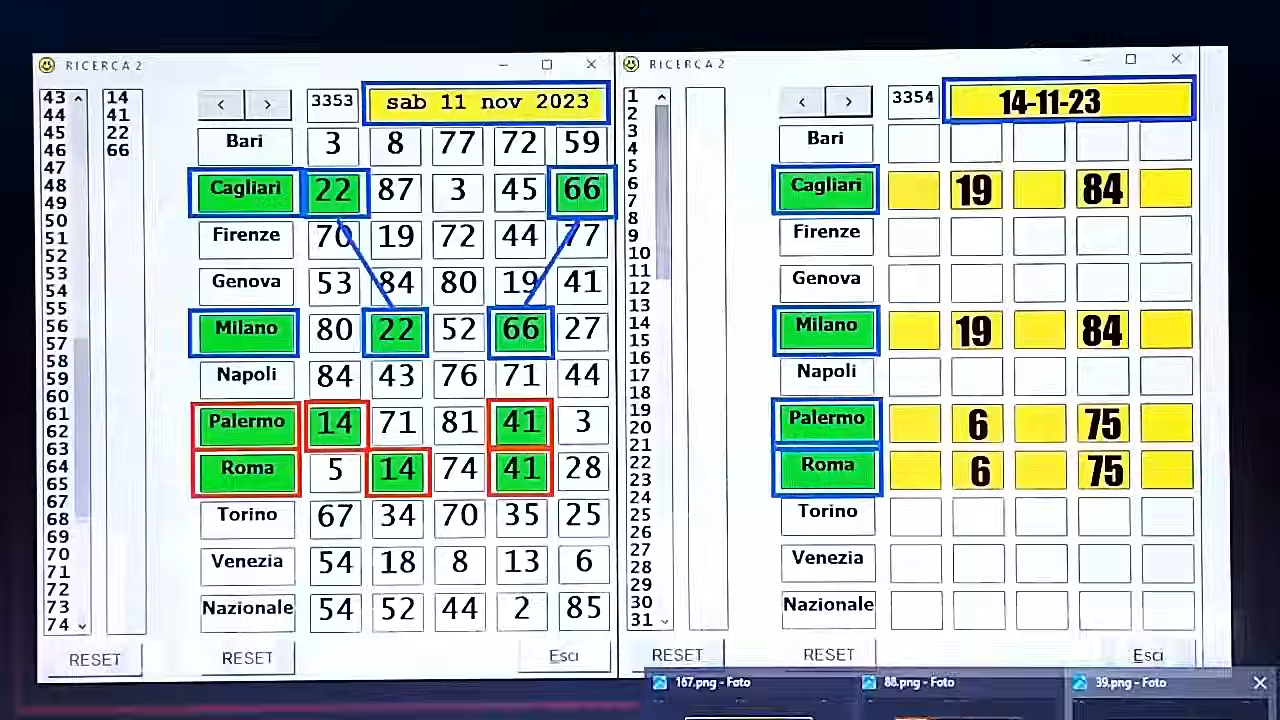 RICERCA 2
43 14
44 41
45 22
46 66
47
48
49
50
51
52
53
54
55
56
57
58
59
60
61
62
63
64
65
66
67
68
69
70
71
72
73
74
< > 3353 sab 11 nov 2023
Bari 3 8 77 72 59
Cagliari 22 87 3 45 66
Firenze 70 19 72 44 77
Genova 53 84 80 19 41
Milano 80 22 52 66 27
Napoli 84 43 76 71 44
Palermo 14 71 81 41 3
Roma 5 14 74 41 28
Torino 67 34 70 35 25
Venezia 54 18 8 13 6
Nazionale 54 52 44 2 85
RESET RESET Esci
RICERCA 2
1
2
3
4
5
6
7
8
9
10
11
12
13
14
15
16
17
18
19
20
21
22
23
24
25
26
27
28
29
30
31
< > 3354 14-11-23
Bari
Cagliari 19 84
Firenze
Genova
Milano 19 84
Napoli
Palermo 6 75
Roma 6 75
Torino
Venezia
Nazionale
RESET RESET Esci
167.png - Foto 88.png - Foto 39.png - Foto